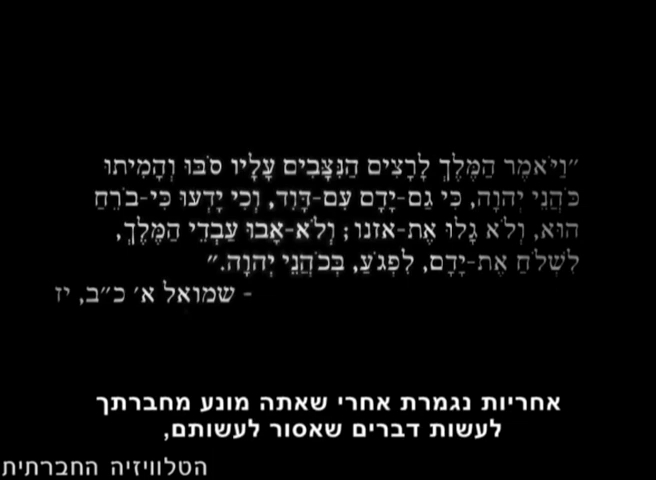 ״וַיֹּאמֶר הַמֶּלֶךְ לָרָצִים הַנִּצָּבִים עָלָיו סֹבּוּ וְהָמִיתוּ
כֹּהֲנֵי יְהוָה, כִּי גַם-יָדָם עִם-דָּוִד, וְכִי יָדְעוּ כִּי-בֹרֵחַ
הוּא, וְלֹא גָלוּ אֶת-אזנו; וְלֹא-אָבוּ עַבְדֵי הַמֶּלֶךְ,
לִשְׁלֹחַ אֶת-יָדָם, לִפְגֹעַ, בְּכֹהֲנֵי יְהוָה.״
- שמואל א׳ כ״ב, יז
אחריות נגמרת אחרי שאתה מונע מחברתך
לעשות דברים שאסור לעשותם,
הטלוויזיה החברתית